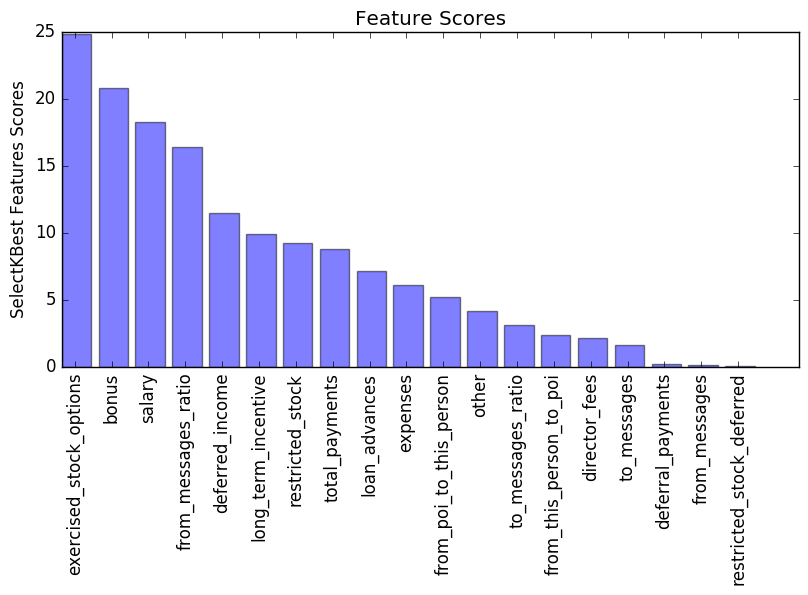 Feature Scores
SelectKBest Features Scores
25
20
15
10
5
0
exercised_stock_options
bonus
salary
from_messages_ratio
deferred_income
long_term_incentive
restricted_stock
total_payments
loan_advances
expenses
from_poi_to_this_person
other
to_messages_ratio
from_this_person_to_poi
director_fees
to_messages
deferral_payments
from_messages
restricted_stock_deferred